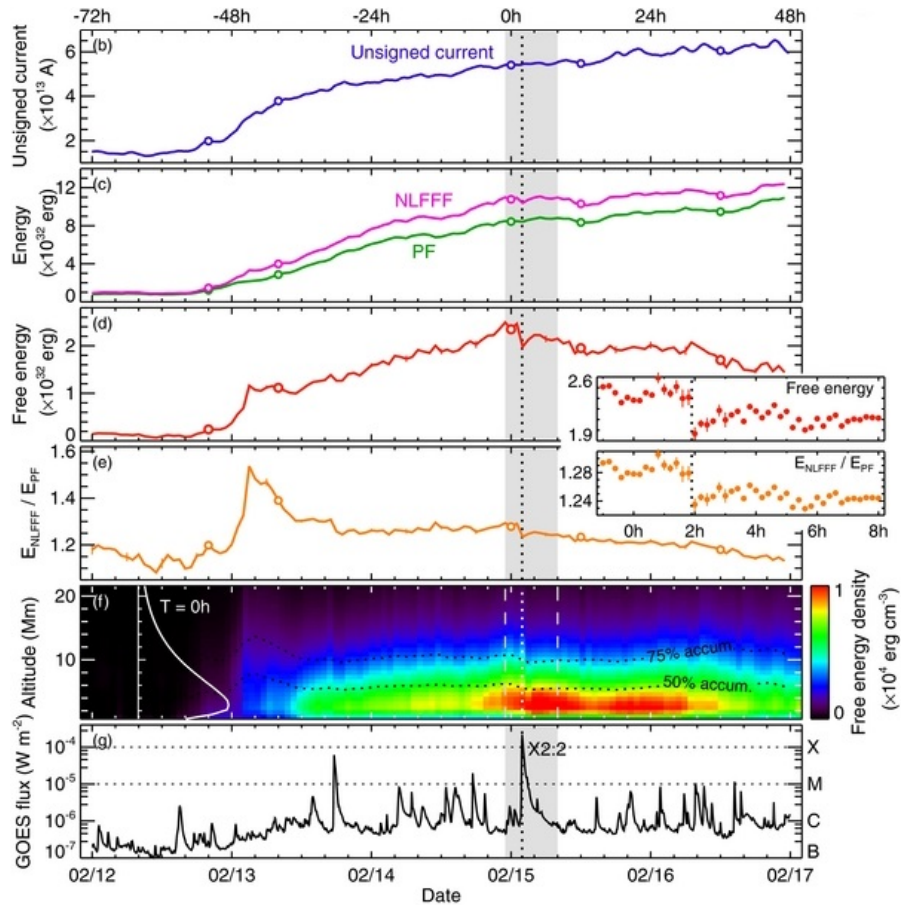 -72h -48h -24h 0h 24h 48h
(b)
Unsigned current
Unsigned current
(×10¹³ A)
6
4
2
(c)
NLFFF
PF
Energy
(×10³² erg)
12
8
4
0
(d)
Free energy
(×10³² erg)
2
1
0
2.6
Free energy
1.9
(e)
E_NLFFF / E_PF
1.6
1.4
1.2
E_NLFFF / E_PF
1.28
1.24
0h 2h 4h 6h 8h
(f)
T = 0h
Altitude (Mm)
20
10
75% accum.
50% accum.
1
0
Free energy density
(×10⁴ erg cm⁻³)
(g)
GOES flux (W m⁻²)
10⁻⁴
10⁻⁵
10⁻⁶
10⁻⁷
X2.2
X
M
C
B
02/12 02/13 02/14 02/15 02/16 02/17
Date